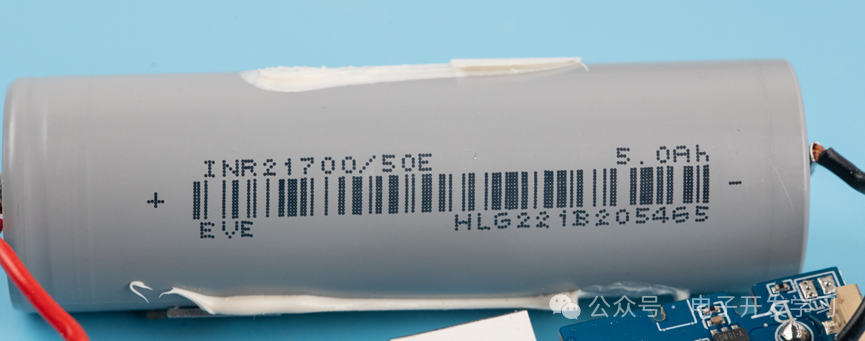 INR21700/50E 5.0Ah
+ -
EVE HLG221B205465
公众号 · 电子开发学习